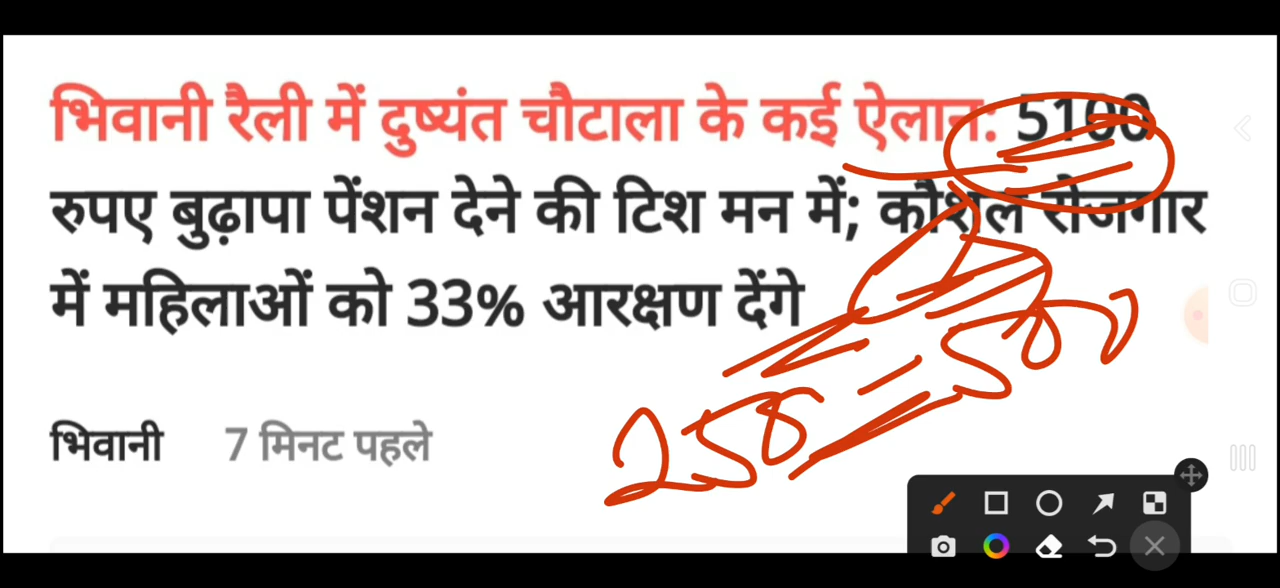 भिवानी रैली में दुष्यंत चौटाला के कई ऐलान: 5100
रुपए बुढ़ापा पेंशन देने की टिश मन में; कौशल रोजगार
में महिलाओं को 33% आरक्षण देंगे
भिवानी 7 मिनट पहले